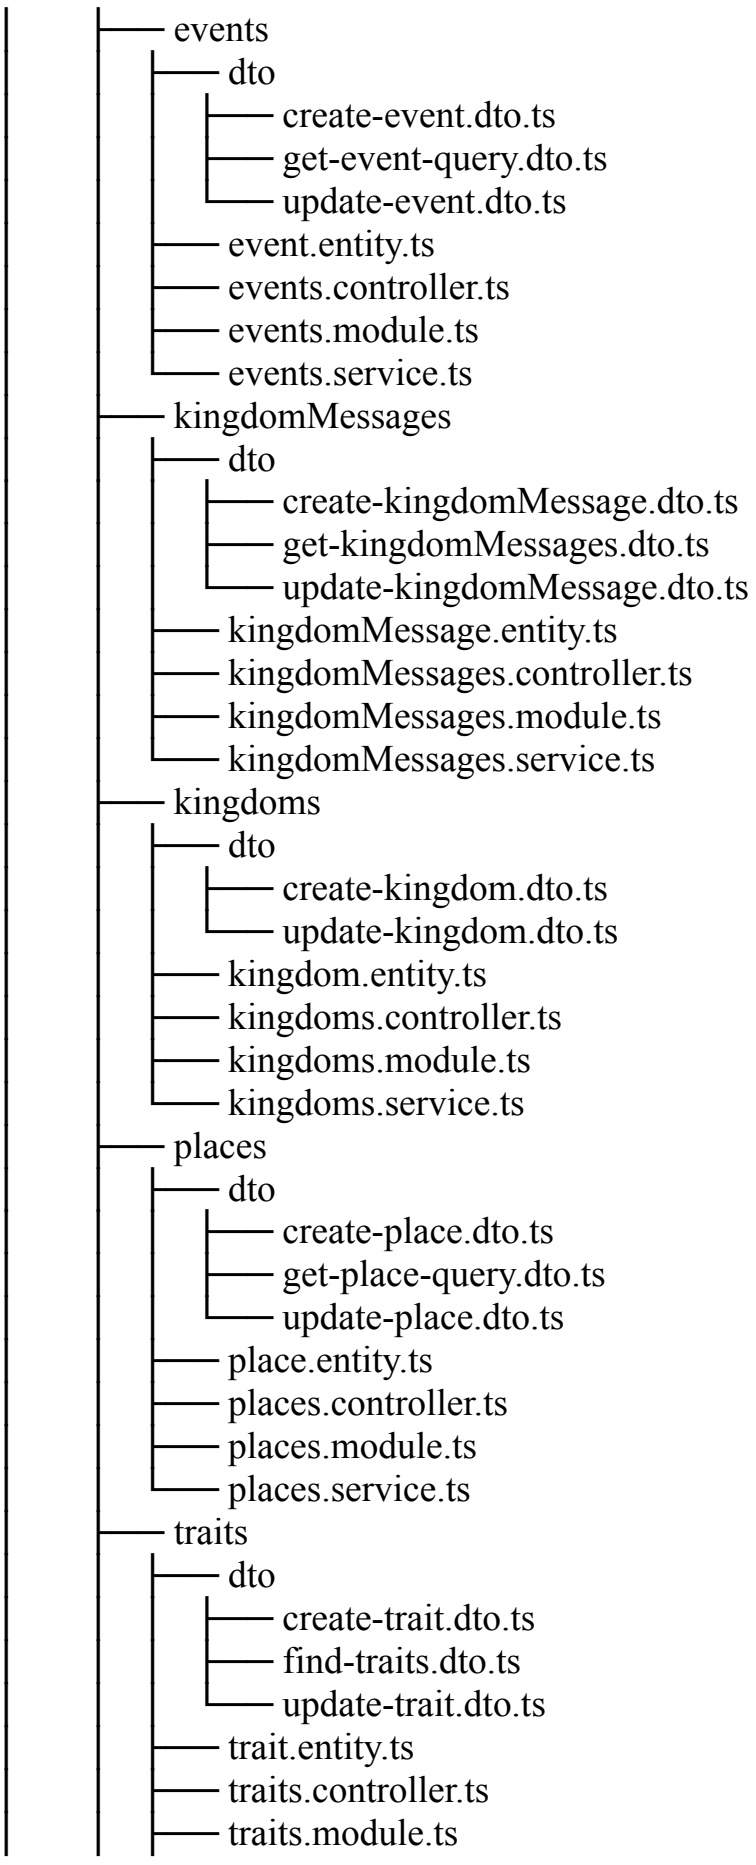 events
dto
create-event.dto.ts
get-event-query.dto.ts
update-event.dto.ts
event.entity.ts
events.controller.ts
events.module.ts
events.service.ts
kingdomMessages
dto
create-kingdomMessage.dto.ts
get-kingdomMessages.dto.ts
update-kingdomMessage.dto.ts
kingdomMessage.entity.ts
kingdomMessages.controller.ts
kingdomMessages.module.ts
kingdomMessages.service.ts
kingdoms
dto
create-kingdom.dto.ts
update-kingdom.dto.ts
kingdom.entity.ts
kingdoms.controller.ts
kingdoms.module.ts
kingdoms.service.ts
places
dto
create-place.dto.ts
get-place-query.dto.ts
update-place.dto.ts
place.entity.ts
places.controller.ts
places.module.ts
places.service.ts
traits
dto
create-trait.dto.ts
find-traits.dto.ts
update-trait.dto.ts
trait.entity.ts
traits.controller.ts
traits.module.ts